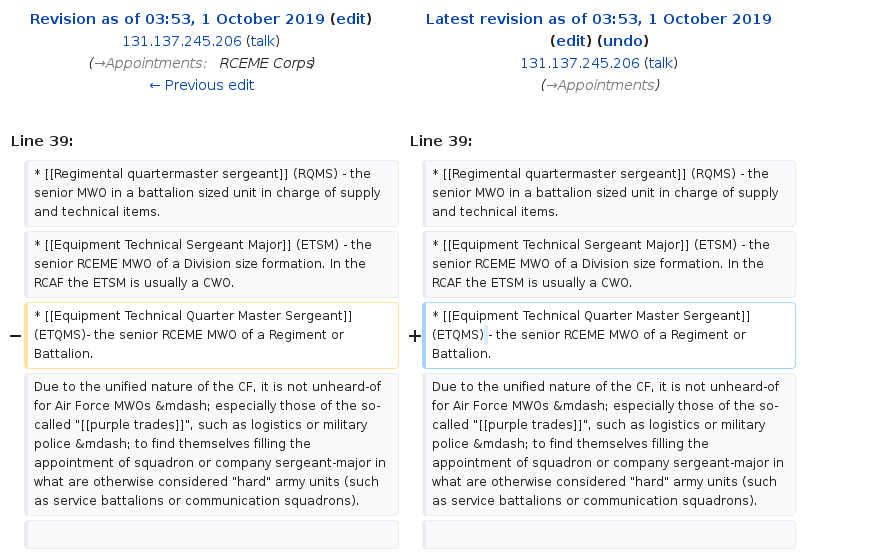 Revision as of 03:53, 1 October 2019 (edit)
131.137.245.206 (talk)
(→Appointments: RCEME Corps)
← Previous edit
Latest revision as of 03:53, 1 October 2019
(edit) (undo)
131.137.245.206 (talk)
(→Appointments)
Line 39:
* [[Regimental quartermaster sergeant]] (RQMS) - the
senior MWO in a battalion sized unit in charge of supply
and technical items.
* [[Equipment Technical Sergeant Major]] (ETSM) - the
senior RCEME MWO of a Division size formation. In the
RCAF the ETSM is usually a CWO.
−
* [[Equipment Technical Quarter Master Sergeant]]
(ETQMS)- the senior RCEME MWO of a Regiment or
Battalion.
Due to the unified nature of the CF, it is not unheard-of
for Air Force MWOs &mdash; especially those of the so-
called "[[purple trades]]", such as logistics or military
police &mdash; to find themselves filling the
appointment of squadron or company sergeant-major in
what are otherwise considered "hard" army units (such
as service battalions or communication squadrons).
Line 39:
* [[Regimental quartermaster sergeant]] (RQMS) - the
senior MWO in a battalion sized unit in charge of supply
and technical items.
* [[Equipment Technical Sergeant Major]] (ETSM) - the
senior RCEME MWO of a Division size formation. In the
RCAF the ETSM is usually a CWO.
+
* [[Equipment Technical Quarter Master Sergeant]]
(ETQMS) - the senior RCEME MWO of a Regiment or
Battalion.
Due to the unified nature of the CF, it is not unheard-of
for Air Force MWOs &mdash; especially those of the so-
called "[[purple trades]]", such as logistics or military
police &mdash; to find themselves filling the
appointment of squadron or company sergeant-major in
what are otherwise considered "hard" army units (such
as service battalions or communication squadrons).